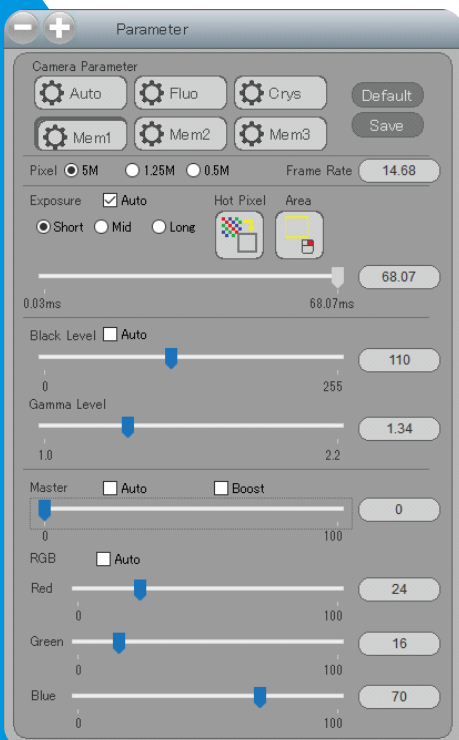 Parameter
Camera Parameter
Auto Fluo Crys Default
Mem1 Mem2 Mem3 Save
Pixel 5M 1.25M 0.5M Frame Rate 14.68
Exposure Auto Hot Pixel Area
Short Mid Long
68.07
0.03ms 68.07ms
Black Level Auto
110
0 255
Gamma Level
1.34
1.0 2.2
Master Auto Boost
0
0 100
RGB Auto
Red 24
0 100
Green 16
0 100
Blue 70
0 100